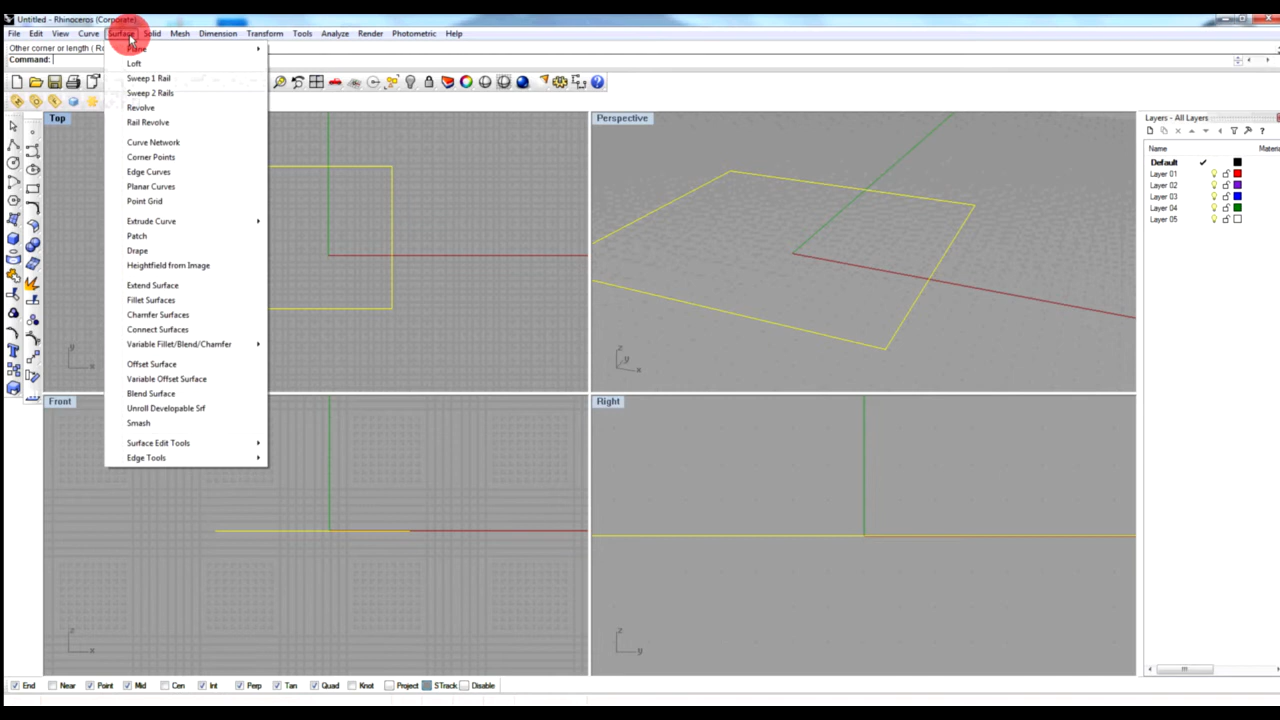 Untitled - Rhinoceros (Corporate)
File Edit View Curve Surface Solid Mesh Dimension Transform Tools Analyze Render Photometric Help
Other corner or length ( Ro
Command:
Plane
Loft
Sweep 1 Rail
Sweep 2 Rails
Revolve
Rail Revolve
Curve Network
Corner Points
Edge Curves
Planar Curves
Point Grid
Extrude Curve
Patch
Drape
Heightfield from Image
Extend Surface
Fillet Surfaces
Chamfer Surfaces
Connect Surfaces
Variable Fillet/Blend/Chamfer
Offset Surface
Variable Offset Surface
Blend Surface
Unroll Developable Srf
Smash
Surface Edit Tools
Edge Tools
Top
y
x
Perspective
z
y
x
Front
z
x
Right
z
y
Layers - All Layers
Name Materi
Default
Layer 01
Layer 02
Layer 03
Layer 04
Layer 05
End Near Point Mid Cen Int Perp Tan Quad Knot Project STrack Disable